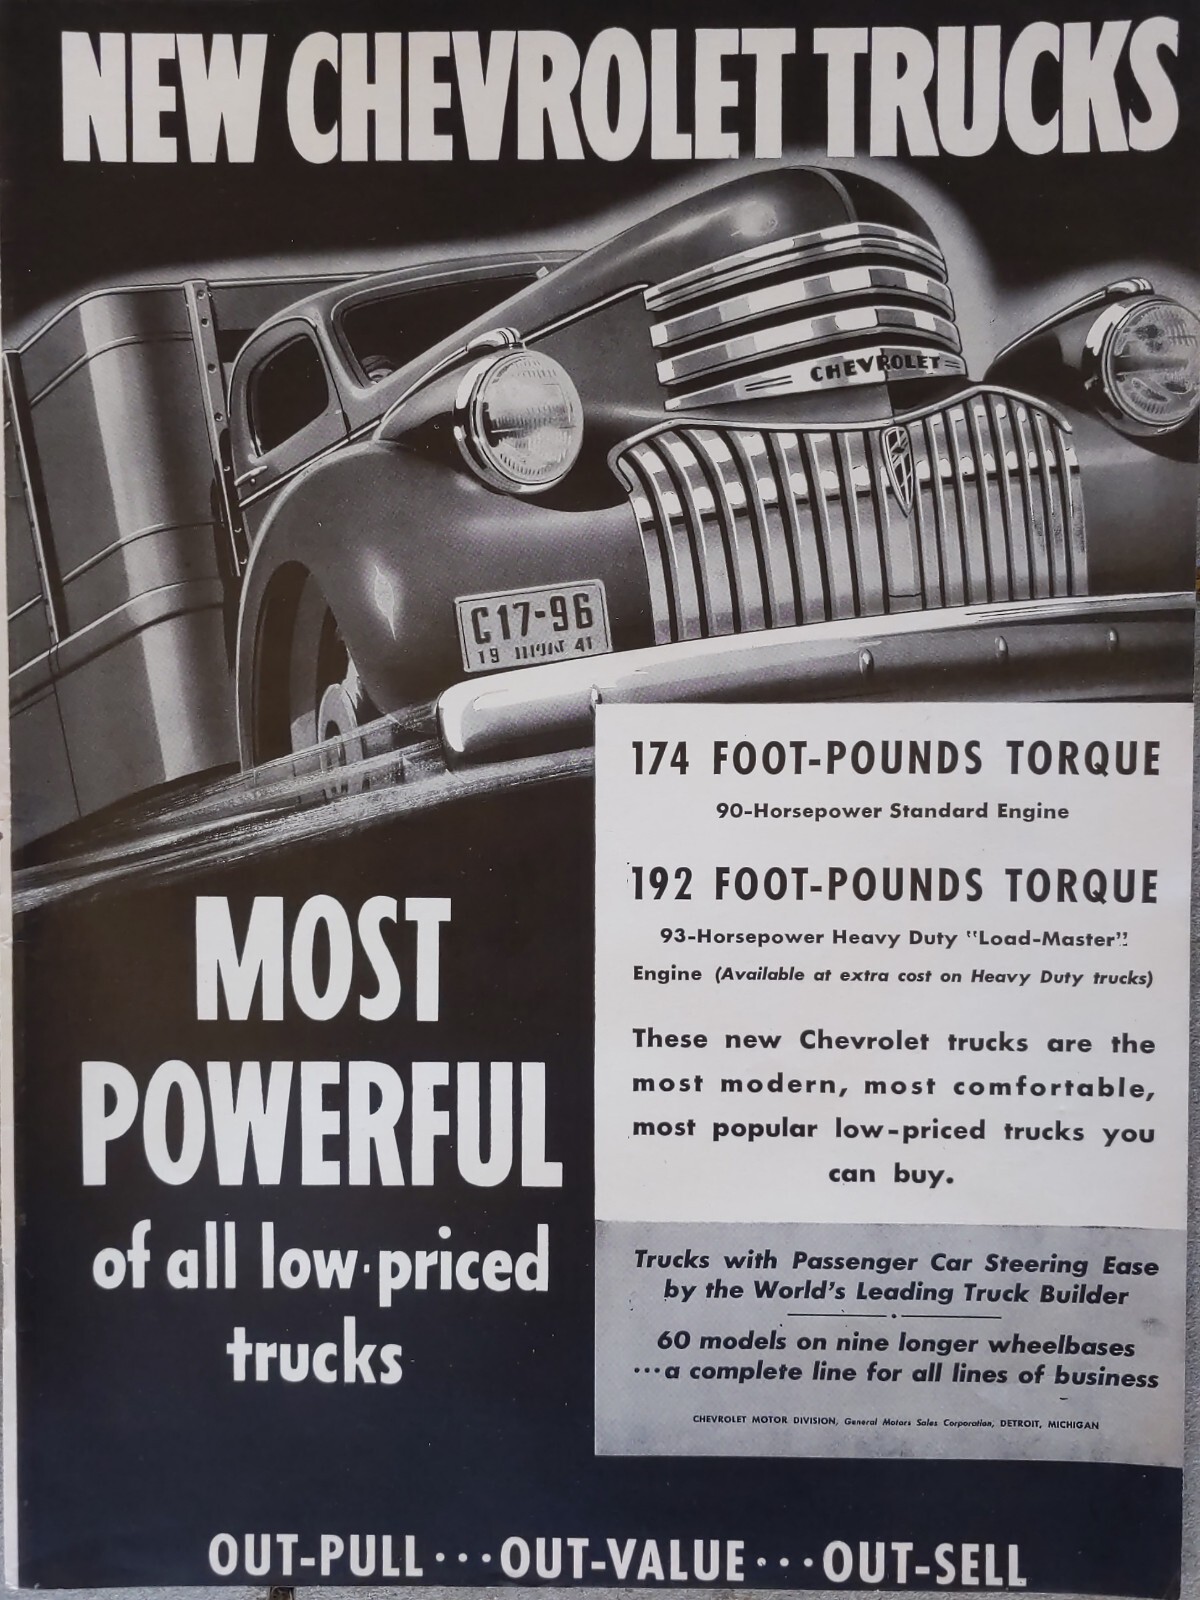 NEW CHEVROLET TRUCKS
CHEVROLET
C17-96
19 41
174 FOOT-POUNDS TORQUE
90-Horsepower Standard Engine
192 FOOT-POUNDS TORQUE
93-Horsepower Heavy Duty "Load-Master"
Engine (Available at extra cost on Heavy Duty trucks)
These new Chevrolet trucks are the
most modern, most comfortable,
most popular low-priced trucks you
can buy.
MOST
POWERFUL
of all low-priced
trucks
Trucks with Passenger Car Steering Ease
by the World's Leading Truck Builder
60 models on nine longer wheelbases
...a complete line for all lines of business
CHEVROLET MOTOR DIVISION, General Motors Sales Corporation, DETROIT, MICHIGAN
OUT-PULL...OUT-VALUE...OUT-SELL